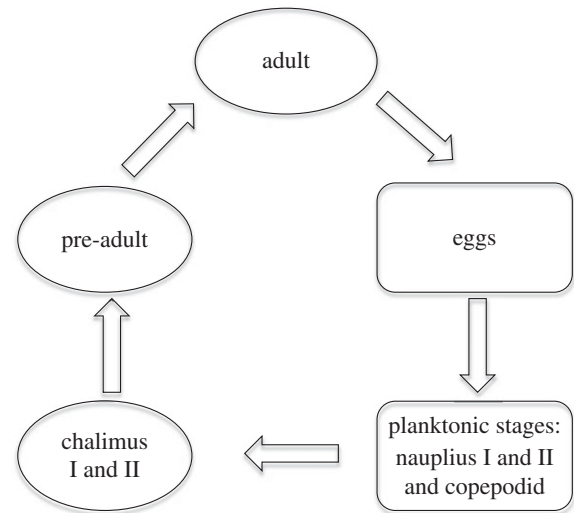 adult
eggs
planktonic stages:
nauplius I and II
and copepodid
chalimus
I and II
pre-adult